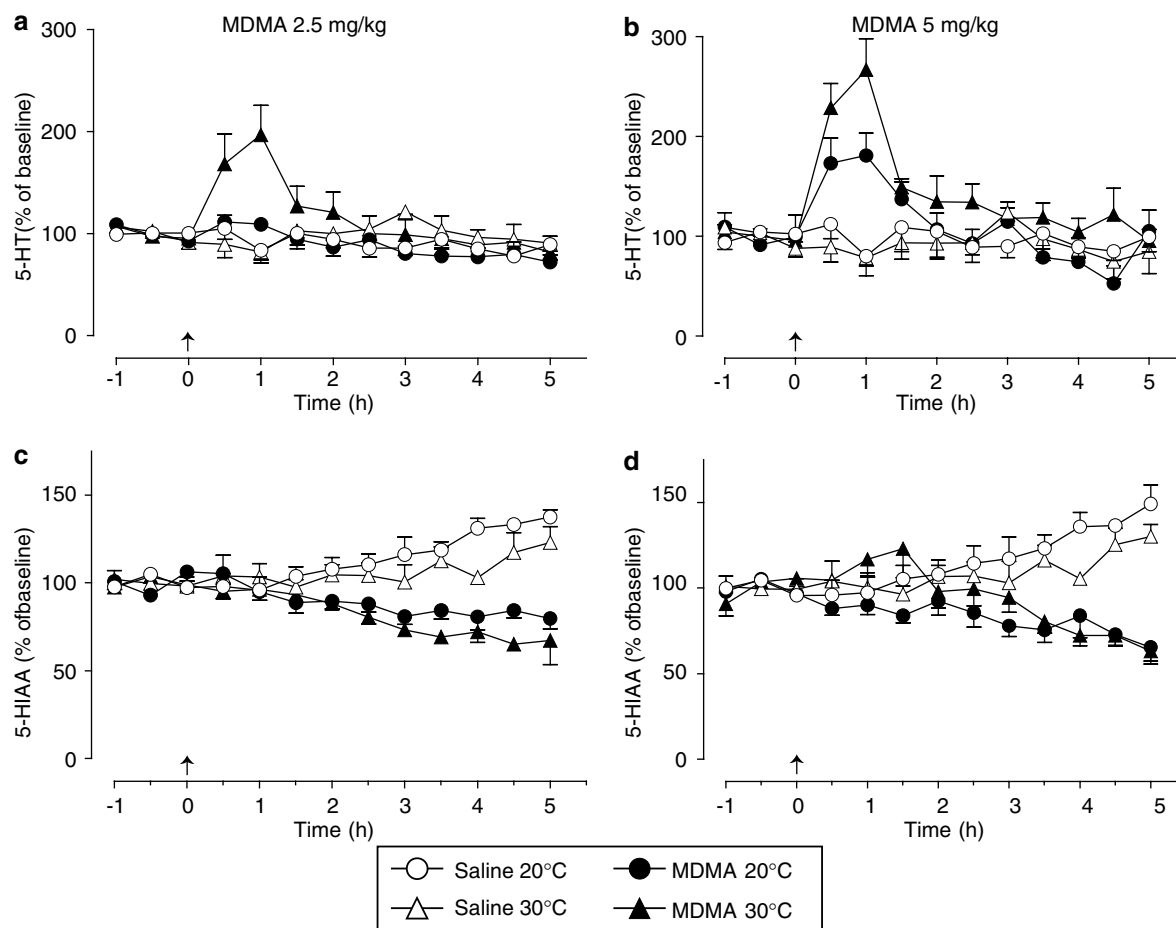 a
MDMA 2.5 mg/kg
300
200
100
0
5-HT(% of baseline)
-1 0 1 2 3 4 5
Time (h)
b
MDMA 5 mg/kg
300
200
100
0
5-HT(% of baseline)
-1 0 1 2 3 4 5
Time (h)
c
150
100
50
0
5-HIAA (% ofbaseline)
-1 0 1 2 3 4 5
Time (h)
d
150
100
50
0
5-HIAA (% of baseline)
-1 0 1 2 3 4 5
Time (h)
Saline 20°C MDMA 20°C
Saline 30°C MDMA 30°C